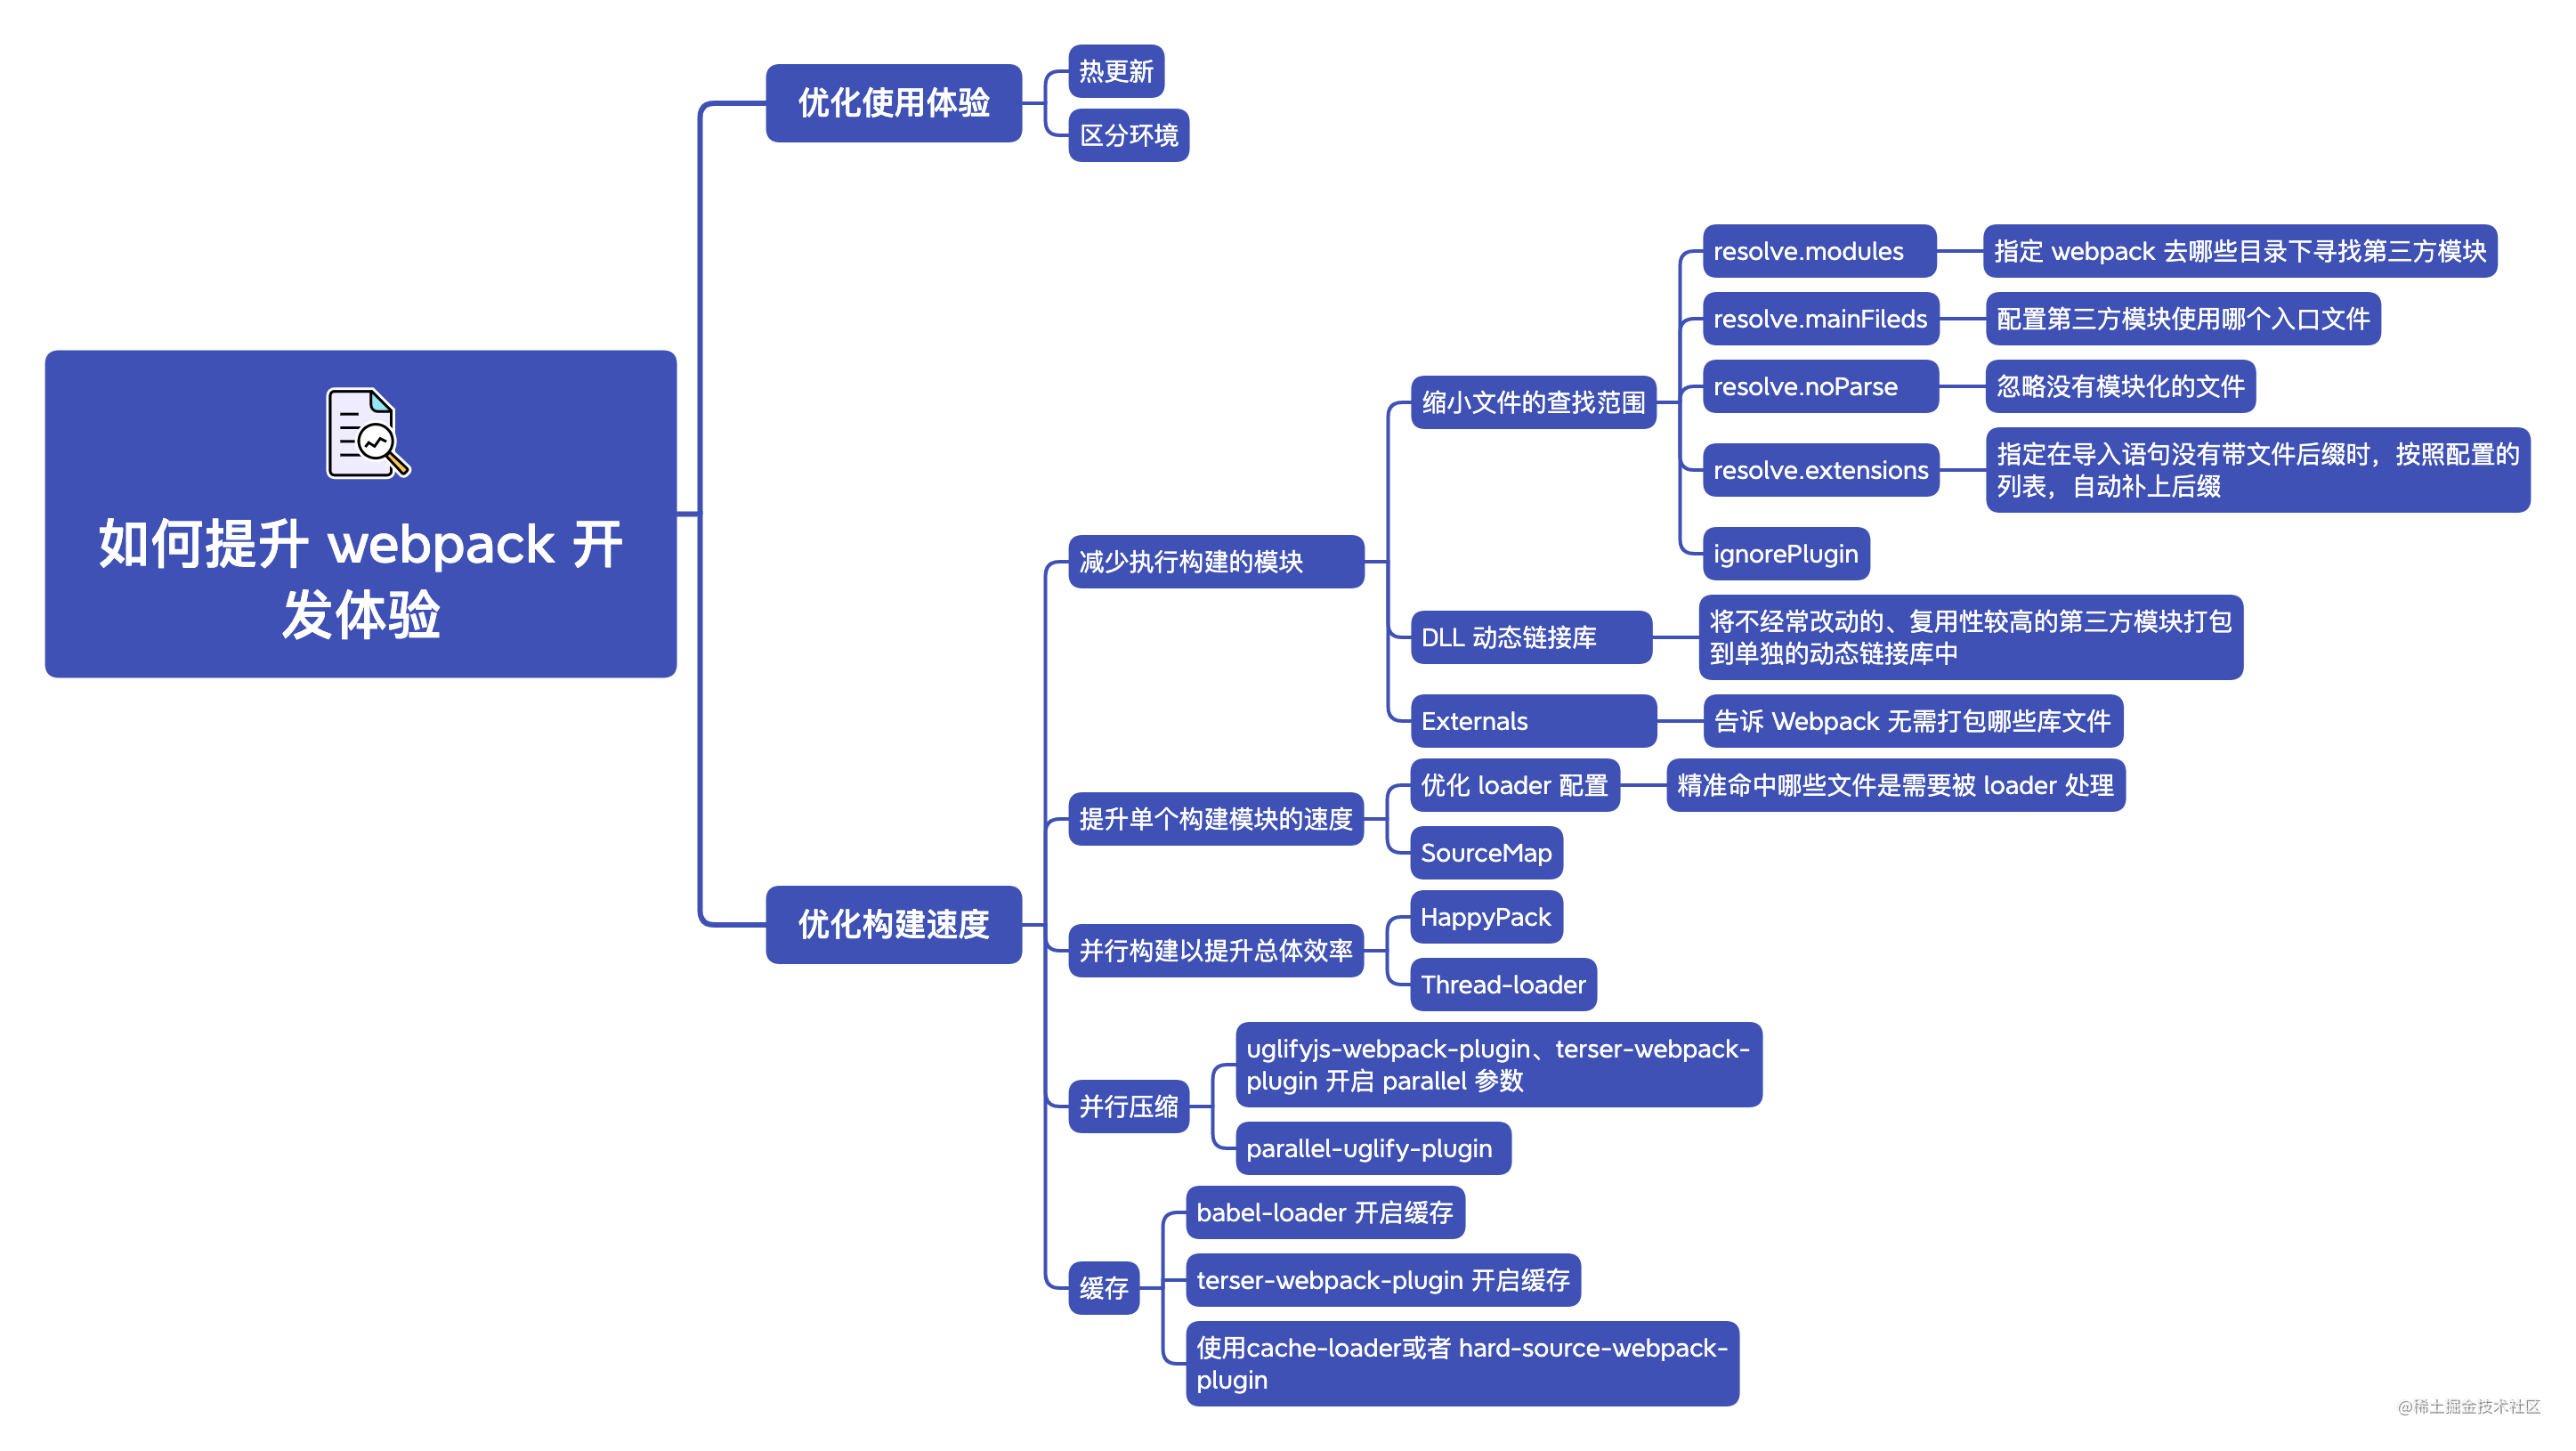 如何提升 webpack 开
发体验
优化使用体验
热更新
区分环境
优化构建速度
减少执行构建的模块
缩小文件的查找范围
resolve.modules
指定 webpack 去哪些目录下寻找第三方模块
resolve.mainFileds
配置第三方模块使用哪个入口文件
resolve.noParse
忽略没有模块化的文件
resolve.extensions
指定在导入语句没有带文件后缀时，按照配置的
列表，自动补上后缀
ignorePlugin
DLL 动态链接库
将不经常改动的、复用性较高的第三方模块打包
到单独的动态链接库中
Externals
告诉 Webpack 无需打包哪些库文件
提升单个构建模块的速度
优化 loader 配置
精准命中哪些文件是需要被 loader 处理
SourceMap
并行构建以提升总体效率
HappyPack
Thread-loader
并行压缩
uglifyjs-webpack-plugin、terser-webpack-
plugin 开启 parallel 参数
parallel-uglify-plugin
缓存
babel-loader 开启缓存
terser-webpack-plugin 开启缓存
使用cache-loader或者 hard-source-webpack-
plugin
@稀土掘金技术社区